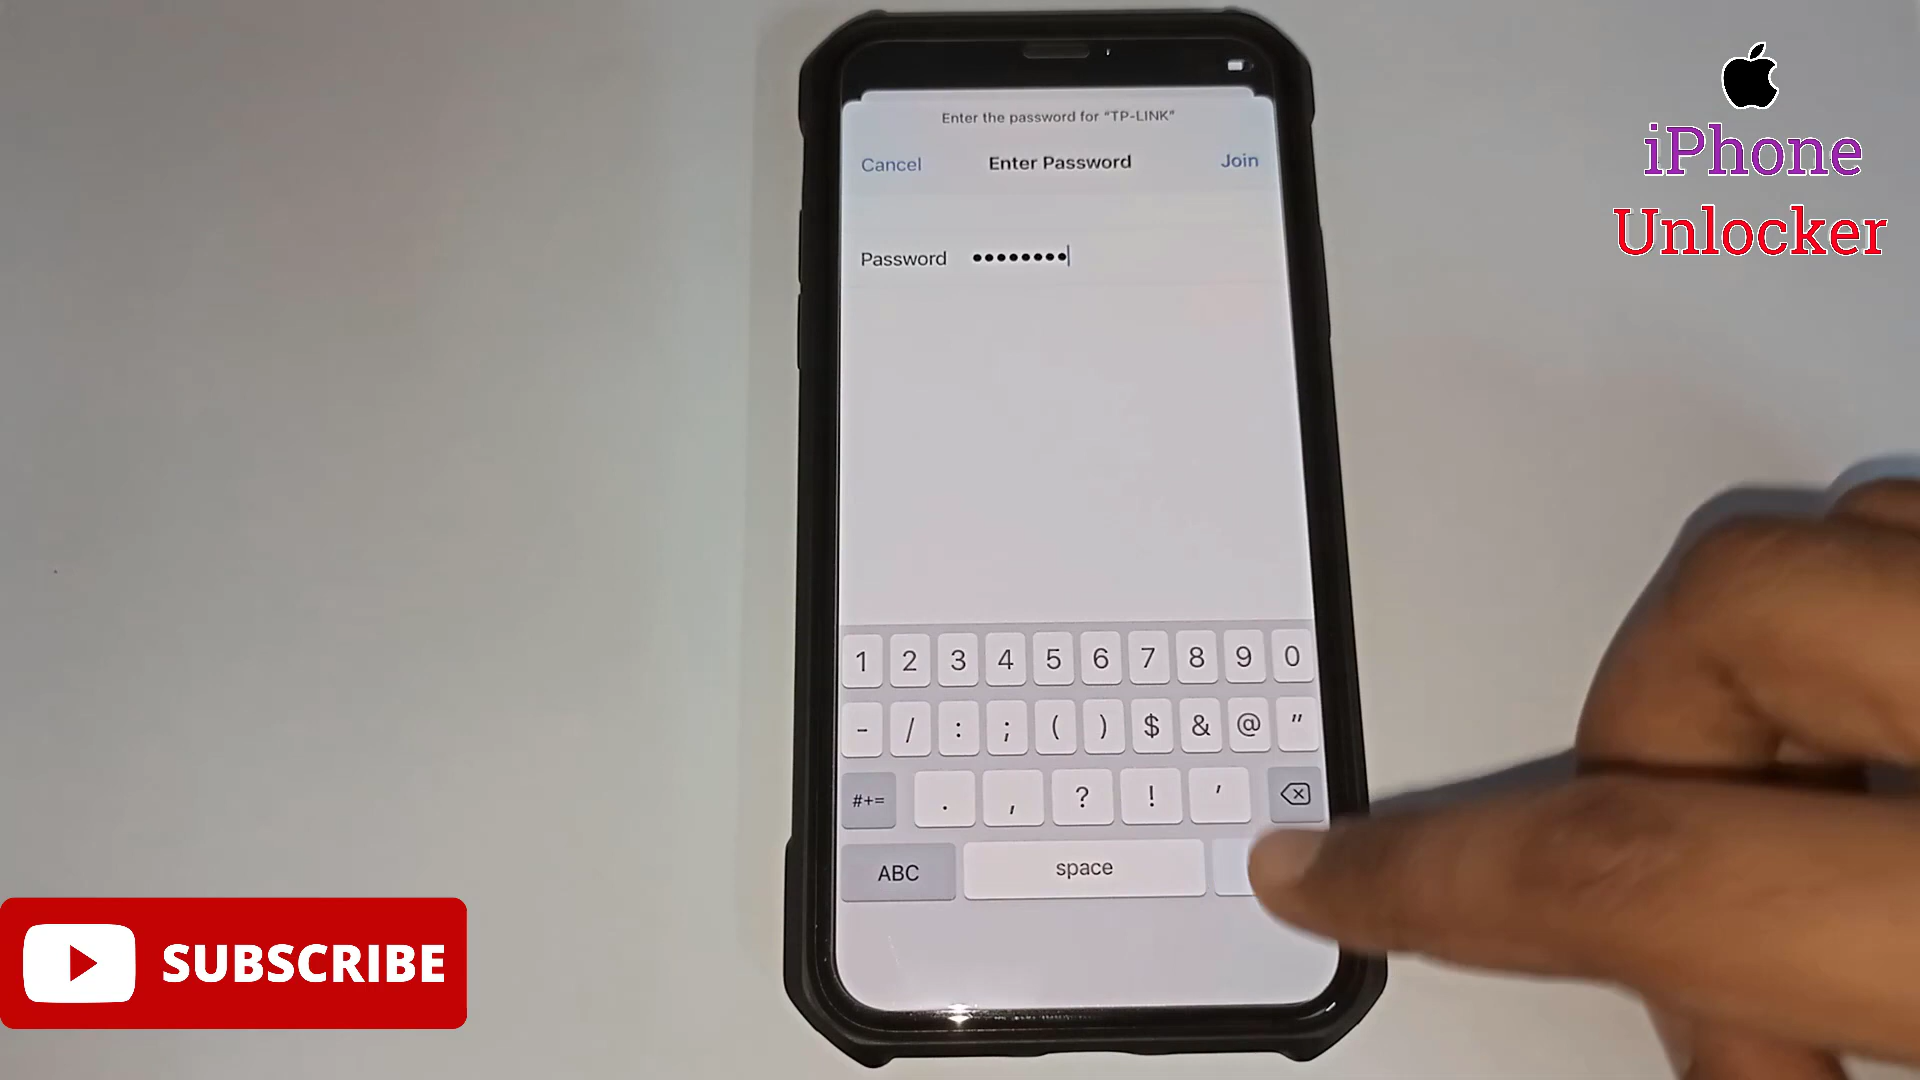 Enter the password for "TP-LINK"
Cancel Enter Password Join
Password •••••••••
1 2 3 4 5 6 7 8 9 0
- / : ; ( ) $ & @ "
#+= . , ? ! '
ABC space
iPhone
Unlocker
SUBSCRIBE